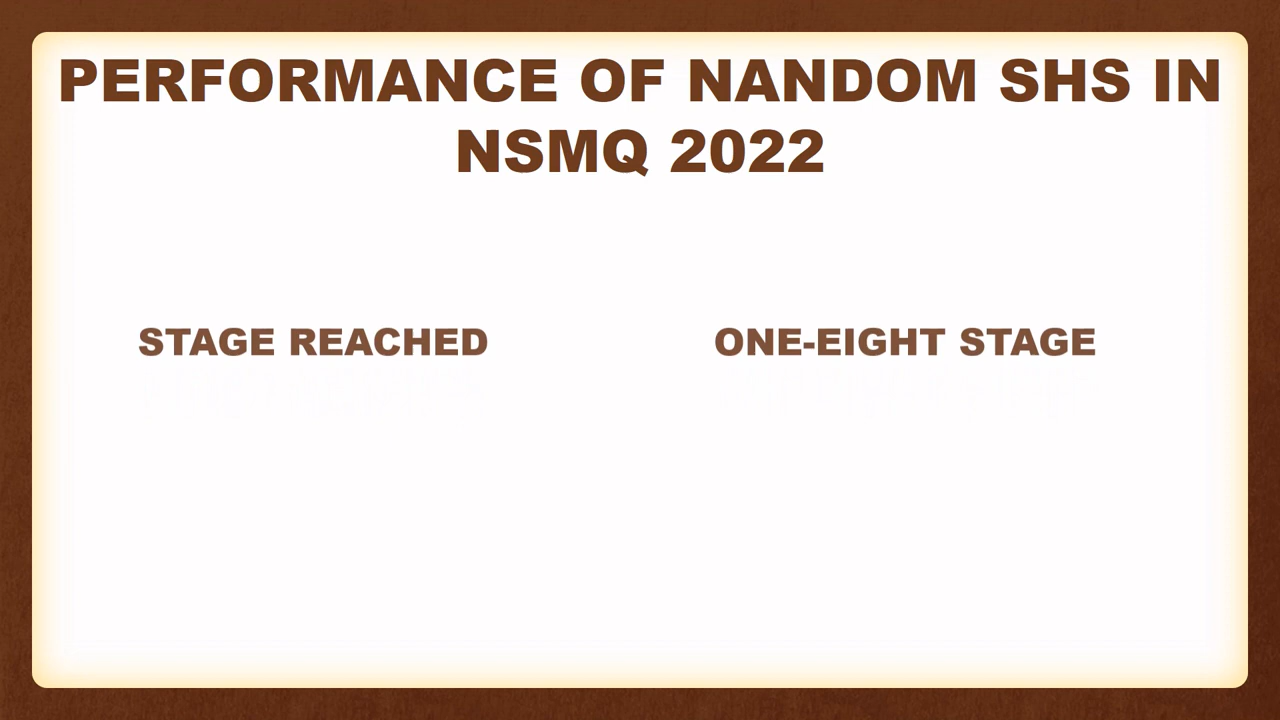 PERFORMANCE OF NANDOM SHS IN
NSMQ 2022
STAGE REACHED
ONE-EIGHT STAGE